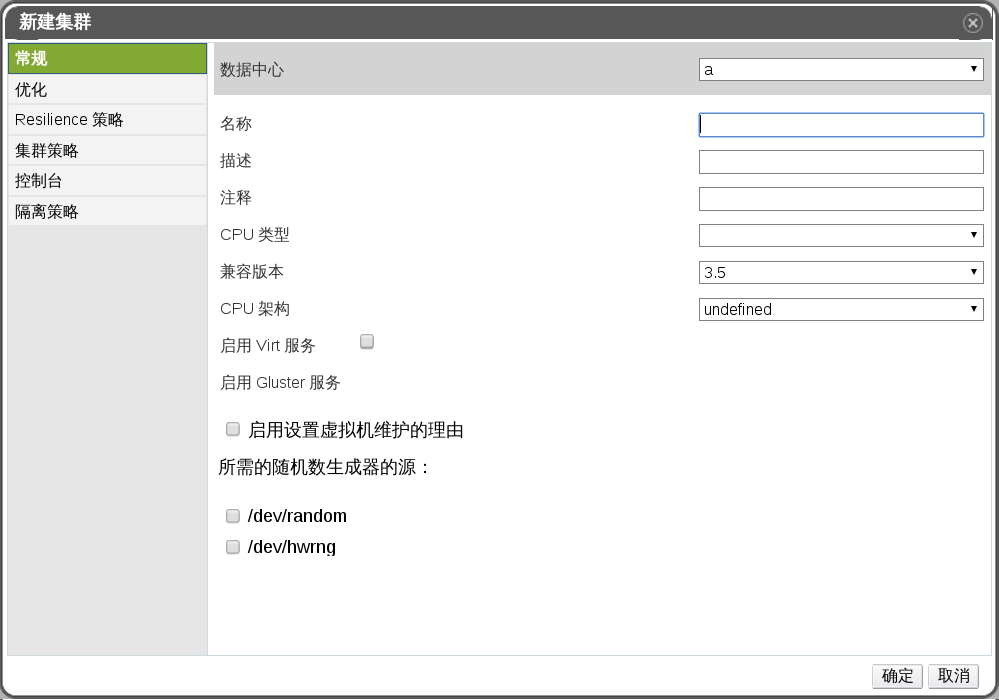 新建集群
常规
优化
Resilience 策略
集群策略
控制台
隔离策略
数据中心 a
名称
描述
注释
CPU 类型
兼容版本 3.5
CPU 架构 undefined
启用 Virt 服务
启用 Gluster 服务
启用设置虚拟机维护的理由
所需的随机数生成器的源：
/dev/random
/dev/hwrng
确定 取消